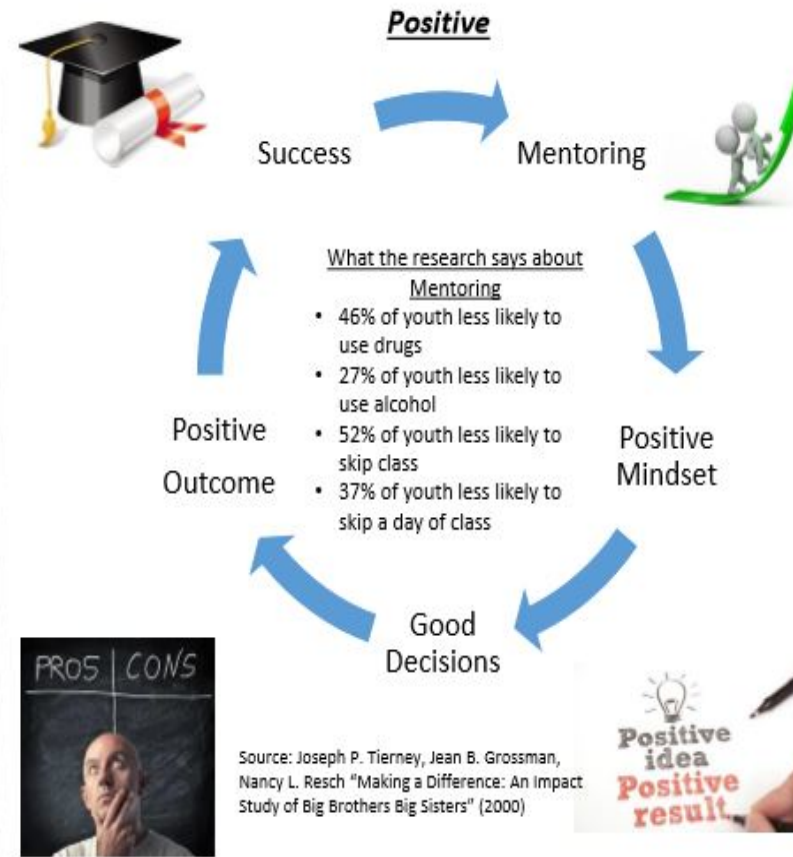 Positive
Success
Mentoring
What the research says about
Mentoring
• 46% of youth less likely to
use drugs
• 27% of youth less likely to
use alcohol
• 52% of youth less likely to
skip class
• 37% of youth less likely to
skip a day of class
Positive
Outcome
Positive
Mindset
Good
Decisions
PROS CONS
Source: Joseph P. Tierney, Jean B. Grossman,
Nancy L. Resch "Making a Difference: An Impact
Study of Big Brothers Big Sisters" (2000)
Positive
idea
Positive
result